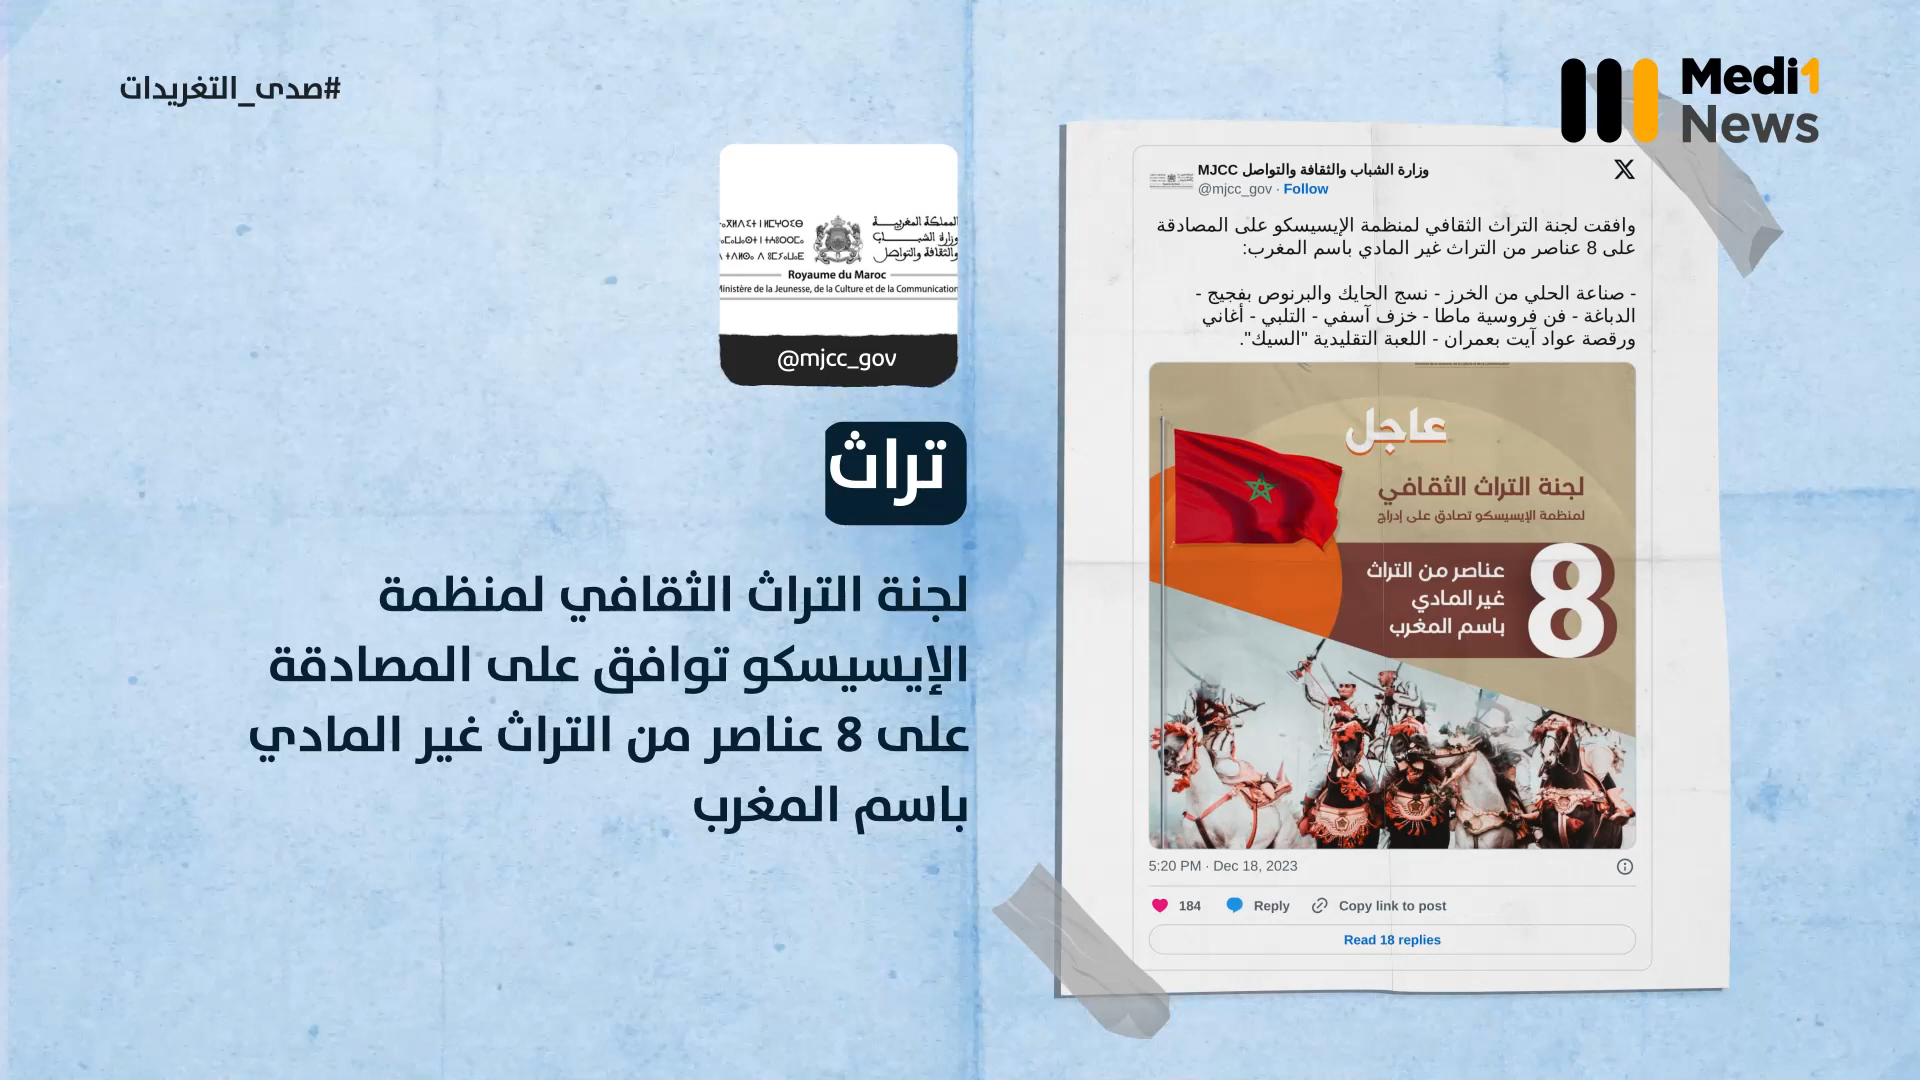 #صدى_التغريدات
Medi1
News
المملكة المغربية
وزارة الشباب
والثقافة والتواصل
Royaume du Maroc
Ministère de la Jeunesse, de la Culture et de la Communication
@mjcc_gov
تراث
لجنة التراث الثقافي لمنظمة
الإيسيسكو توافق على المصادقة
على 8 عناصر من التراث غير المادي
باسم المغرب
وزارة الشباب والثقافة والتواصل MJCC
@mjcc_gov · Follow
وافقت لجنة التراث الثقافي لمنظمة الإيسيسكو على المصادقة
على 8 عناصر من التراث غير المادي باسم المغرب:
- صناعة الحلي من الخرز - نسج الحايك والبرنوص بفجيج -
الدباغة - فن فروسية ماطا - خزف آسفي - التلبي - أغاني
ورقصة عواد آيت بعمران - اللعبة التقليدية "السيك".
عاجل
لجنة التراث الثقافي
لمنظمة الإيسيسكو تصادق على إدراج
8
عناصر من التراث
غير المادي
باسم المغرب
5:20 PM · Dec 18, 2023
184 Reply Copy link to post
Read 18 replies